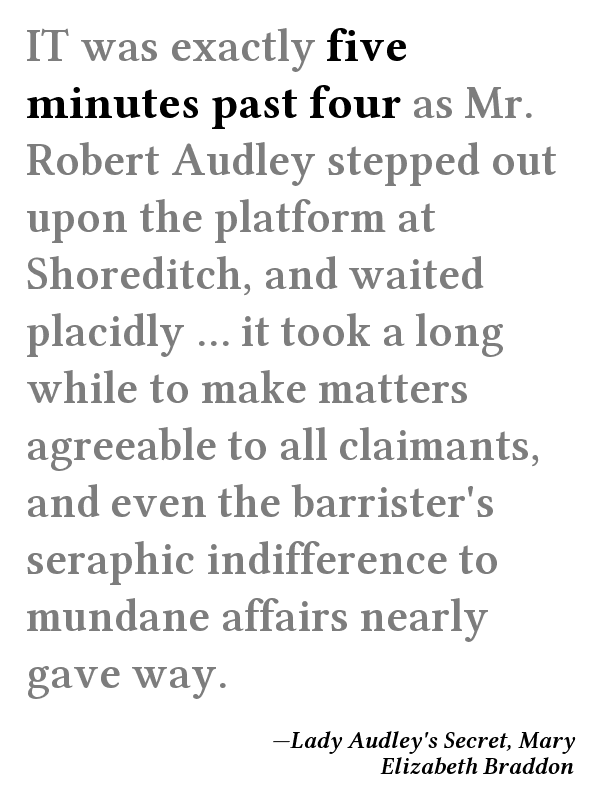 IT was exactly five
minutes past four as Mr.
Robert Audley stepped out
upon the platform at
Shoreditch, and waited
placidly ... it took a long
while to make matters
agreeable to all claimants,
and even the barrister's
seraphic indifference to
mundane affairs nearly
gave way.
—Lady Audley's Secret, Mary
Elizabeth Braddon